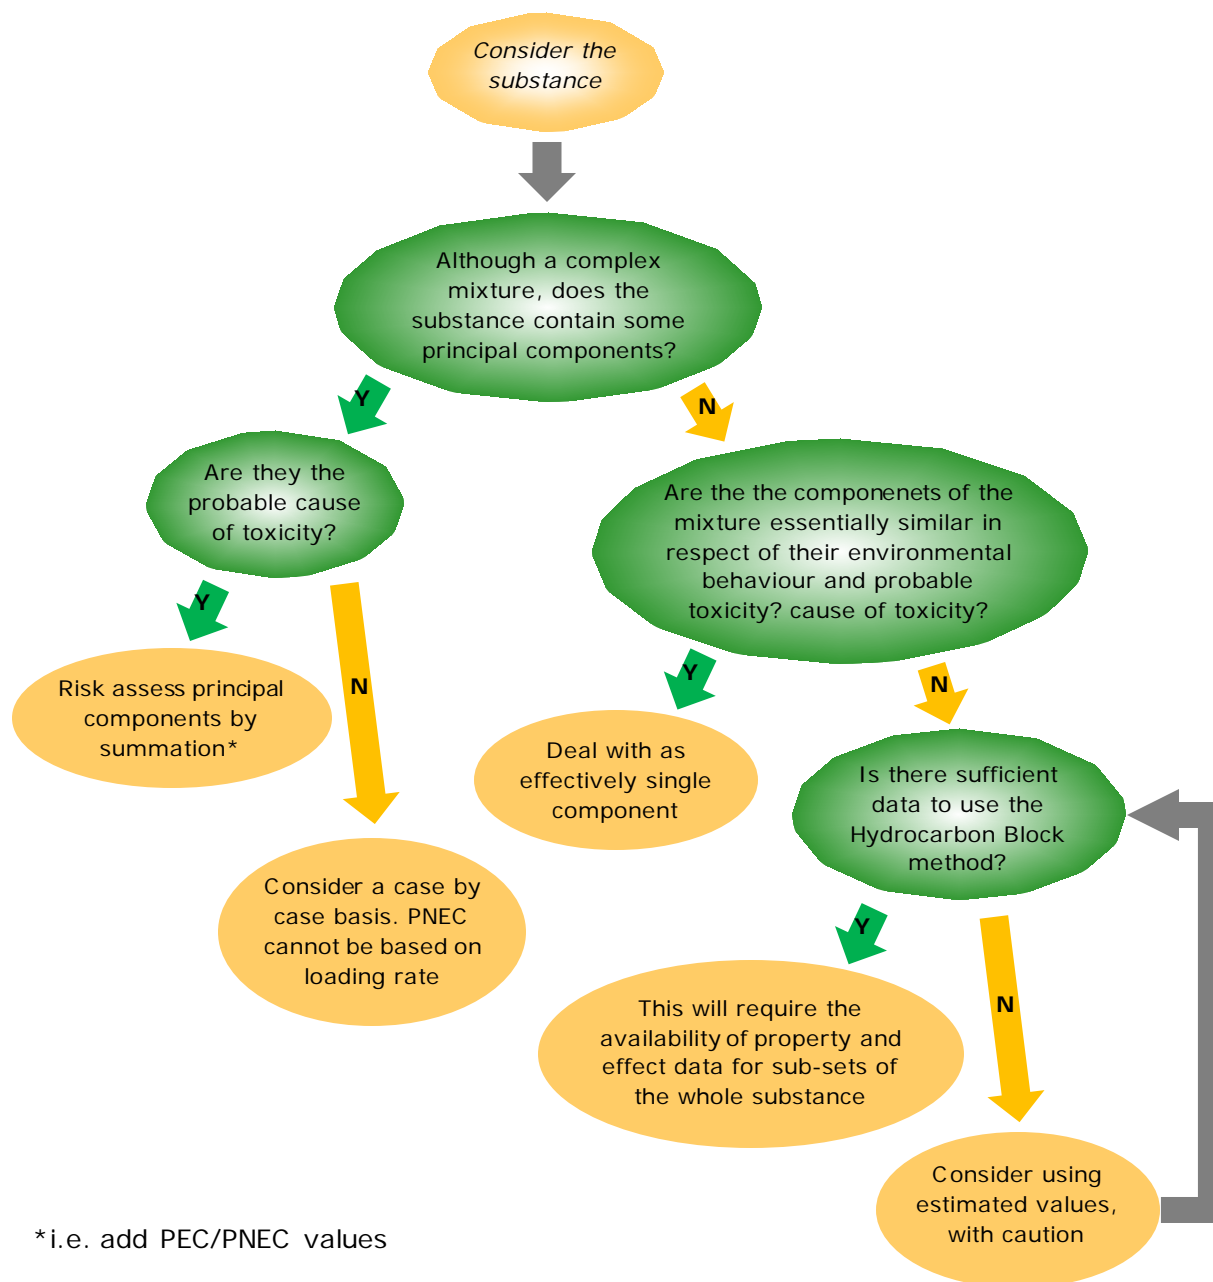 Consider the
substance
Although a complex
mixture, does the
substance contain some
principal components?
Y
N
Are they the
probable cause
of toxicity?
Are the the componenets of the
mixture essentially similar in
respect of their environmental
behaviour and probable
toxicity? cause of toxicity?
Y
N
Y
N
Risk assess principal
components by
summation*
Deal with as
effectively single
component
Is there sufficient
data to use the
Hydrocarbon Block
method?
Consider a case by
case basis. PNEC
cannot be based on
loading rate
Y
N
This will require the
availability of property and
effect data for sub-sets of
the whole substance
Consider using
estimated values,
with caution
*i.e. add PEC/PNEC values